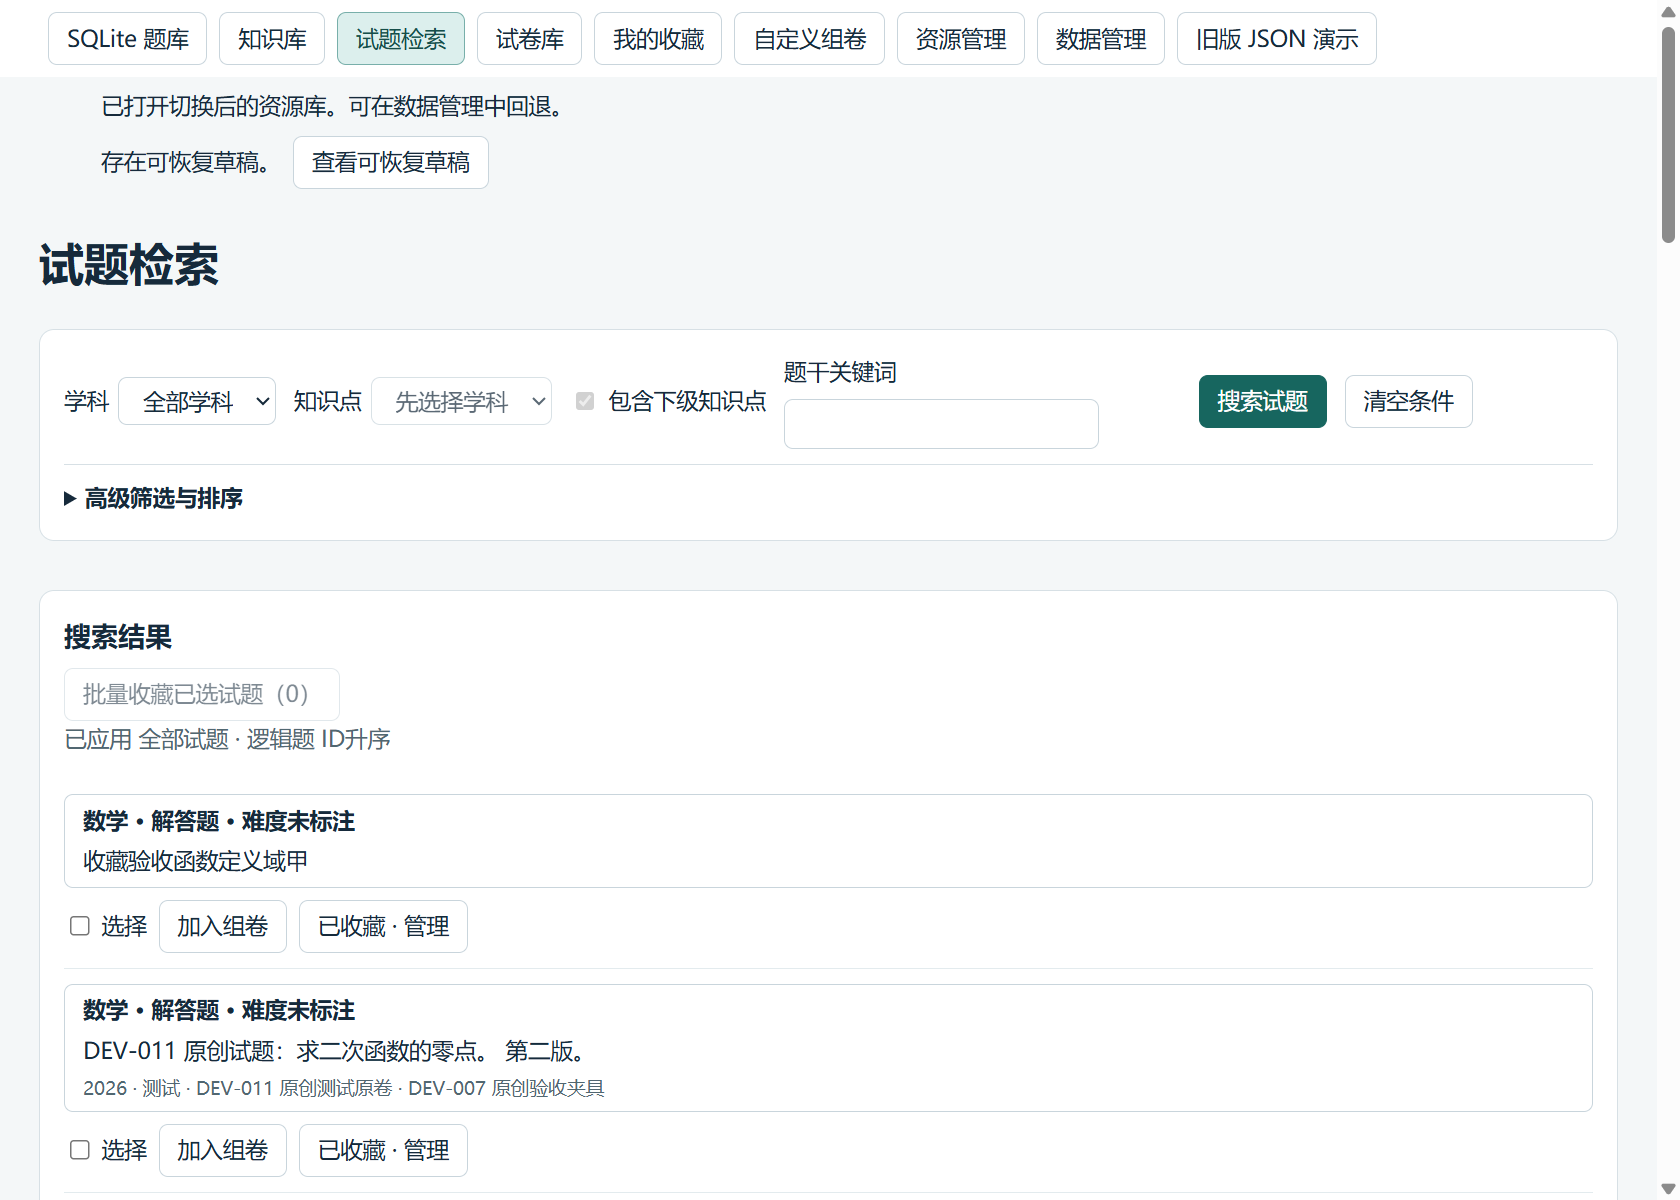 SQLite 题库 知识库 试题检索 试卷库 我的收藏 自定义组卷 资源管理 数据管理 旧版 JSON 演示
已打开切换后的资源库。可在数据管理中回退。
存在可恢复草稿。 查看可恢复草稿
试题检索
学科 全部学科 知识点 先选择学科 包含下级知识点 题干关键词 搜索试题 清空条件
高级筛选与排序
搜索结果
批量收藏已选试题（0）
已应用 全部试题 · 逻辑题 ID升序
数学 • 解答题 • 难度未标注
收藏验收函数定义域甲
选择 加入组卷 已收藏 · 管理
数学 • 解答题 • 难度未标注
DEV-011 原创试题：求二次函数的零点。 第二版。
2026 · 测试 · DEV-011 原创测试原卷 · DEV-007 原创验收夹具
选择 加入组卷 已收藏 · 管理